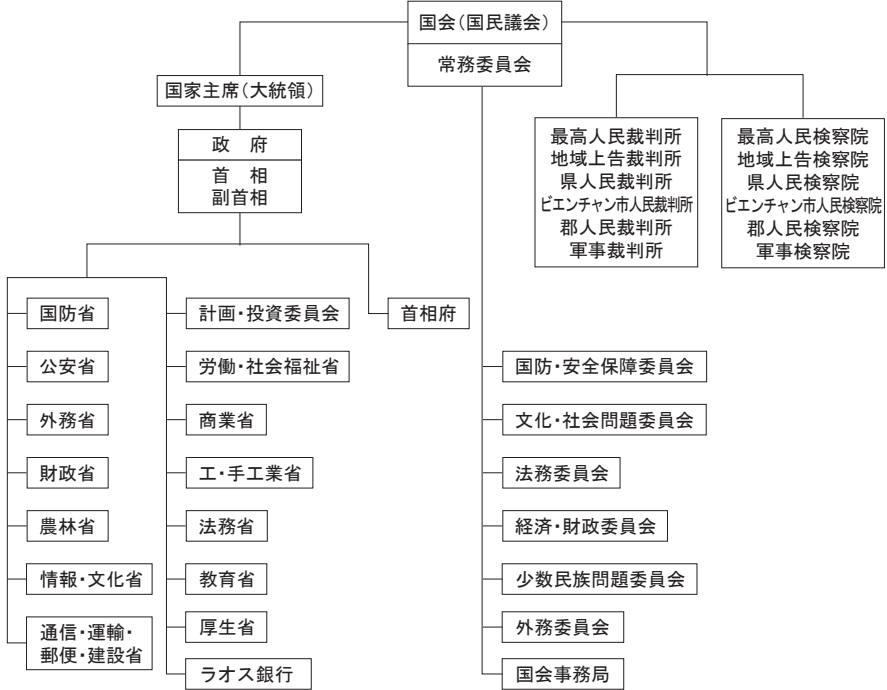 国会（国民議会）
常務委員会
国家主席（大統領）
政　府
首　相
副首相
最高人民裁判所
地域上告裁判所
県人民裁判所
ビエンチャン市人民裁判所
郡人民裁判所
軍事裁判所
最高人民検察院
地域上告検察院
県人民検察院
ビエンチャン市人民検察院
郡人民検察院
軍事検察院
国防省
公安省
外務省
財政省
農林省
情報・文化省
通信・運輸・
郵便・建設省
計画・投資委員会
労働・社会福祉省
商業省
工・手工業省
法務省
教育省
厚生省
ラオス銀行
首相府
国防・安全保障委員会
文化・社会問題委員会
法務委員会
経済・財政委員会
少数民族問題委員会
外務委員会
国会事務局